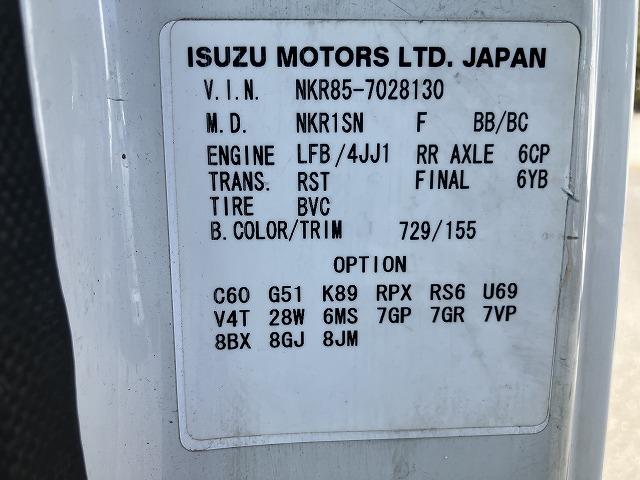 ISUZU MOTORS LTD. JAPAN
V.I.N. NKR85-7028130
M.D. NKR1SN F BB/BC
ENGINE LFB/4JJ1 RR AXLE 6CP
TRANS. RST FINAL 6YB
TIRE BVC
B.COLOR/TRIM 729/155
OPTION
C60 G51 K89 RPX RS6 U69
V4T 28W 6MS 7GP 7GR 7VP
8BX 8GJ 8JM